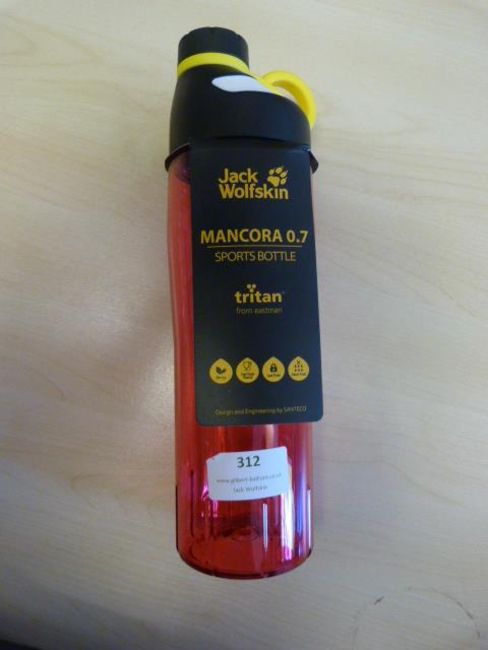 Jack
Wolfskin
MANCORA 0.7
SPORTS BOTTLE
tritan
from eastman
Design and Engineering by SANTECO
312
Jack Wolfskin